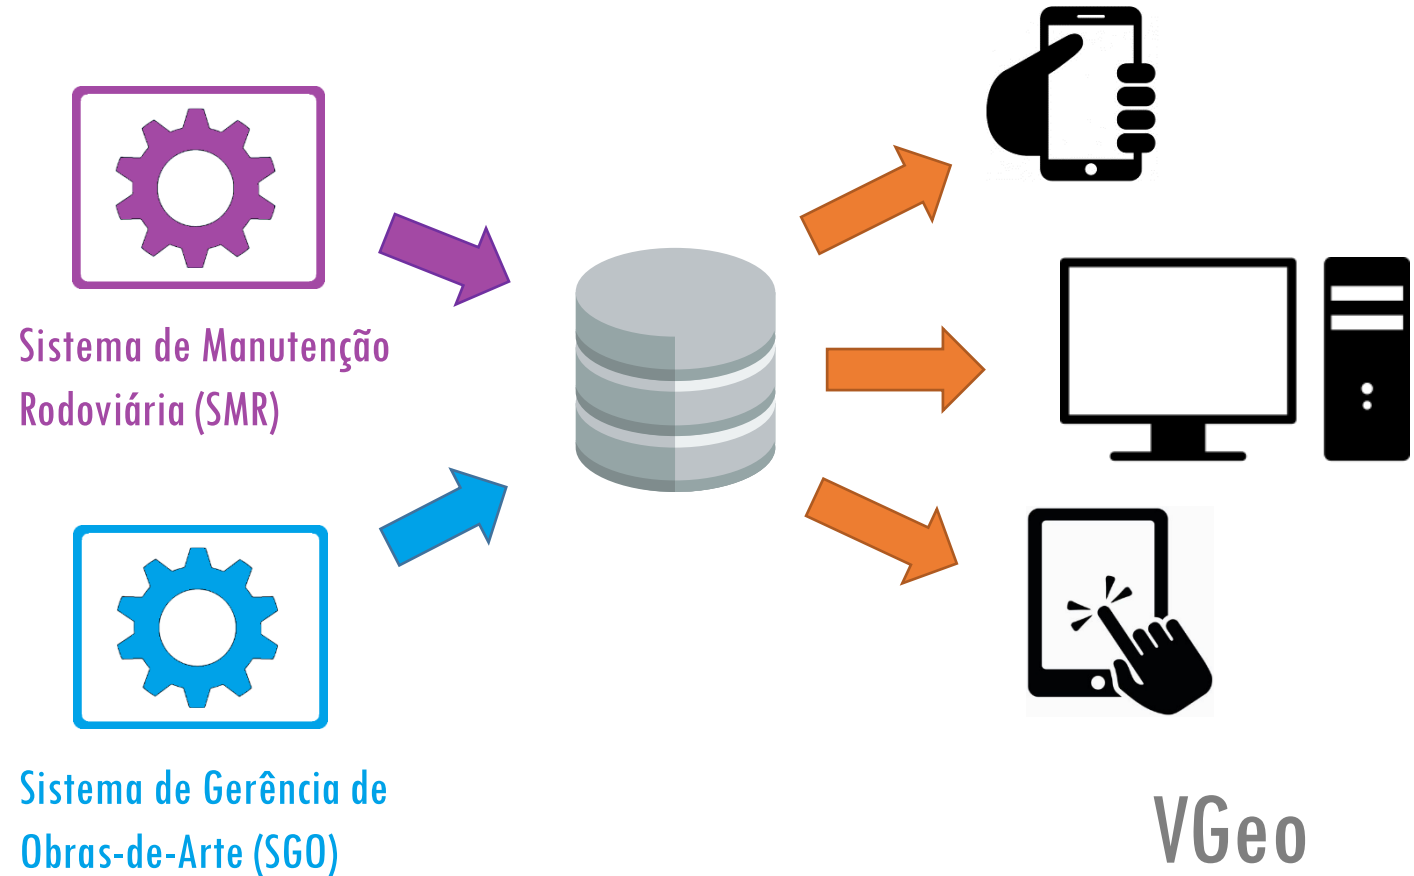 Sistema de Manutenção
Rodoviária (SMR)
Sistema de Gerência de
Obras-de-Arte (SGO)
VGeo